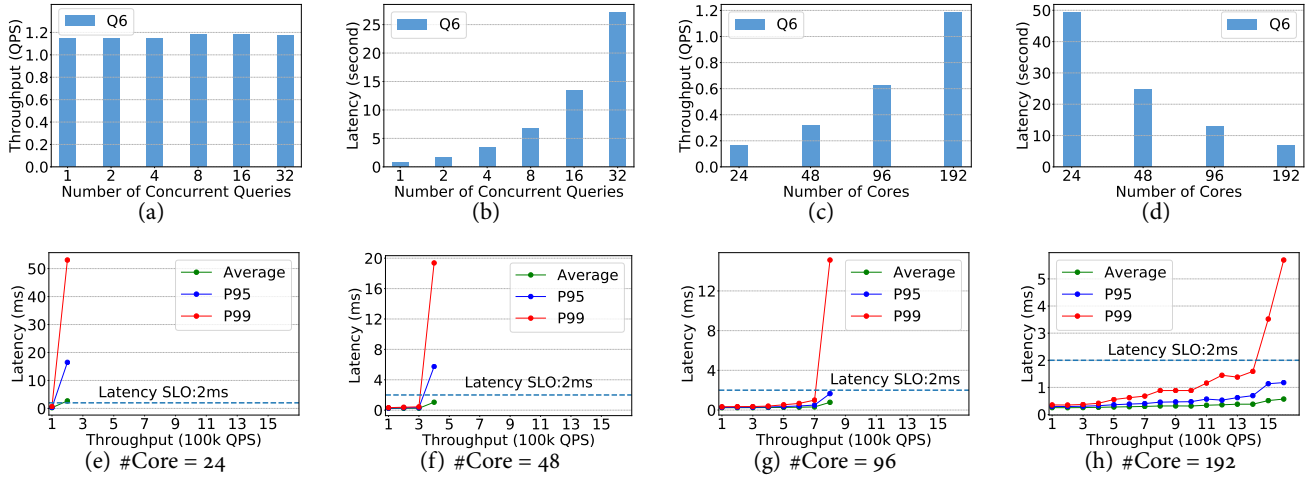 Throughput (QPS)
1.2
1.0
0.8
0.6
0.4
0.2
0.0
Q6
1 2 4 8 16 32
Number of Concurrent Queries
(a)
Latency (second)
25
20
15
10
5
0
Q6
1 2 4 8 16 32
Number of Concurrent Queries
(b)
Throughput (QPS)
1.2
1.0
0.8
0.6
0.4
0.2
0.0
Q6
24 48 96 192
Number of Cores
(c)
Latency (second)
50
40
30
20
10
0
Q6
24 48 96 192
Number of Cores
(d)
Latency (ms)
50
40
30
20
10
0
Average
P95
P99
Latency SLO:2ms
1 3 5 7 9 11 13 15
Throughput (100k QPS)
(e) #Core = 24
Latency (ms)
20
16
12
8
4
0
Average
P95
P99
Latency SLO:2ms
1 3 5 7 9 11 13 15
Throughput (100k QPS)
(f) #Core = 48
Latency (ms)
12
8
4
0
Average
P95
P99
Latency SLO:2ms
1 3 5 7 9 11 13 15
Throughput (100k QPS)
(g) #Core = 96
Latency (ms)
5
4
3
2
1
0
Average
P95
P99
Latency SLO:2ms
1 3 5 7 9 11 13 15
Throughput (100k QPS)
(h) #Core = 192